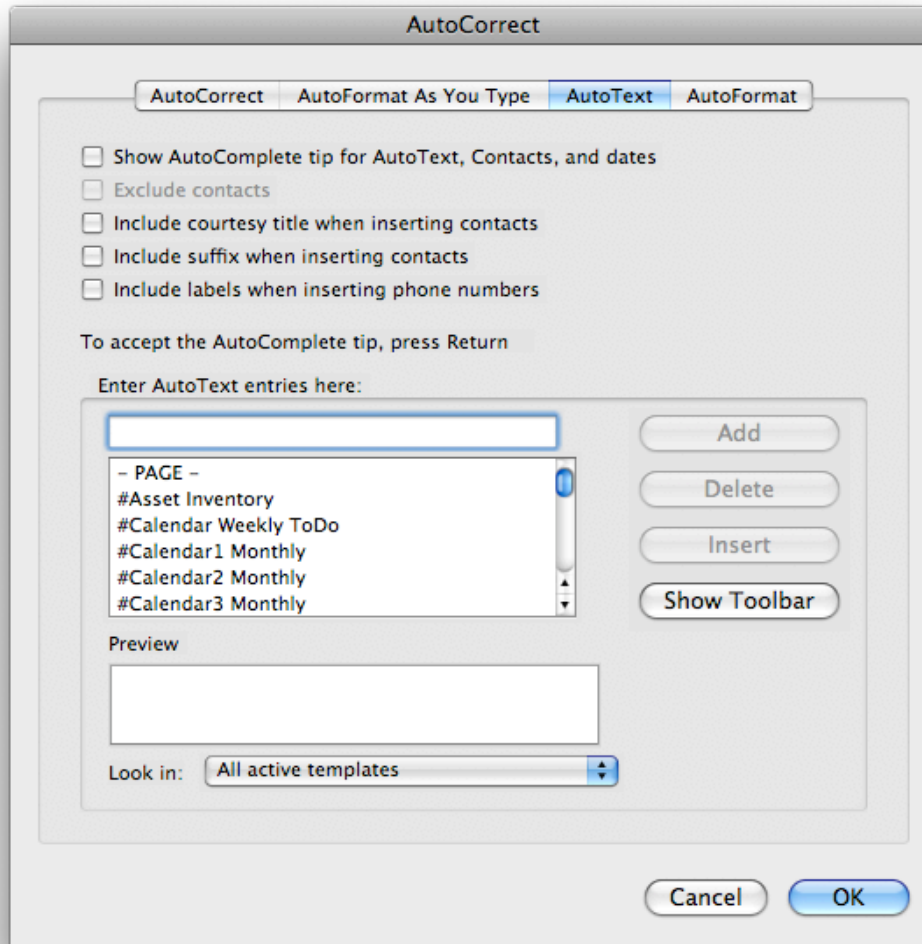 AutoCorrect
AutoCorrect AutoFormat As You Type AutoText AutoFormat
Show AutoComplete tip for AutoText, Contacts, and dates
Exclude contacts
Include courtesy title when inserting contacts
Include suffix when inserting contacts
Include labels when inserting phone numbers
To accept the AutoComplete tip, press Return
Enter AutoText entries here:
Add
- PAGE -
#Asset Inventory
Delete
#Calendar Weekly ToDo
#Calendar1 Monthly
Insert
#Calendar2 Monthly
#Calendar3 Monthly
Show Toolbar
Preview
Look in: All active templates
Cancel OK